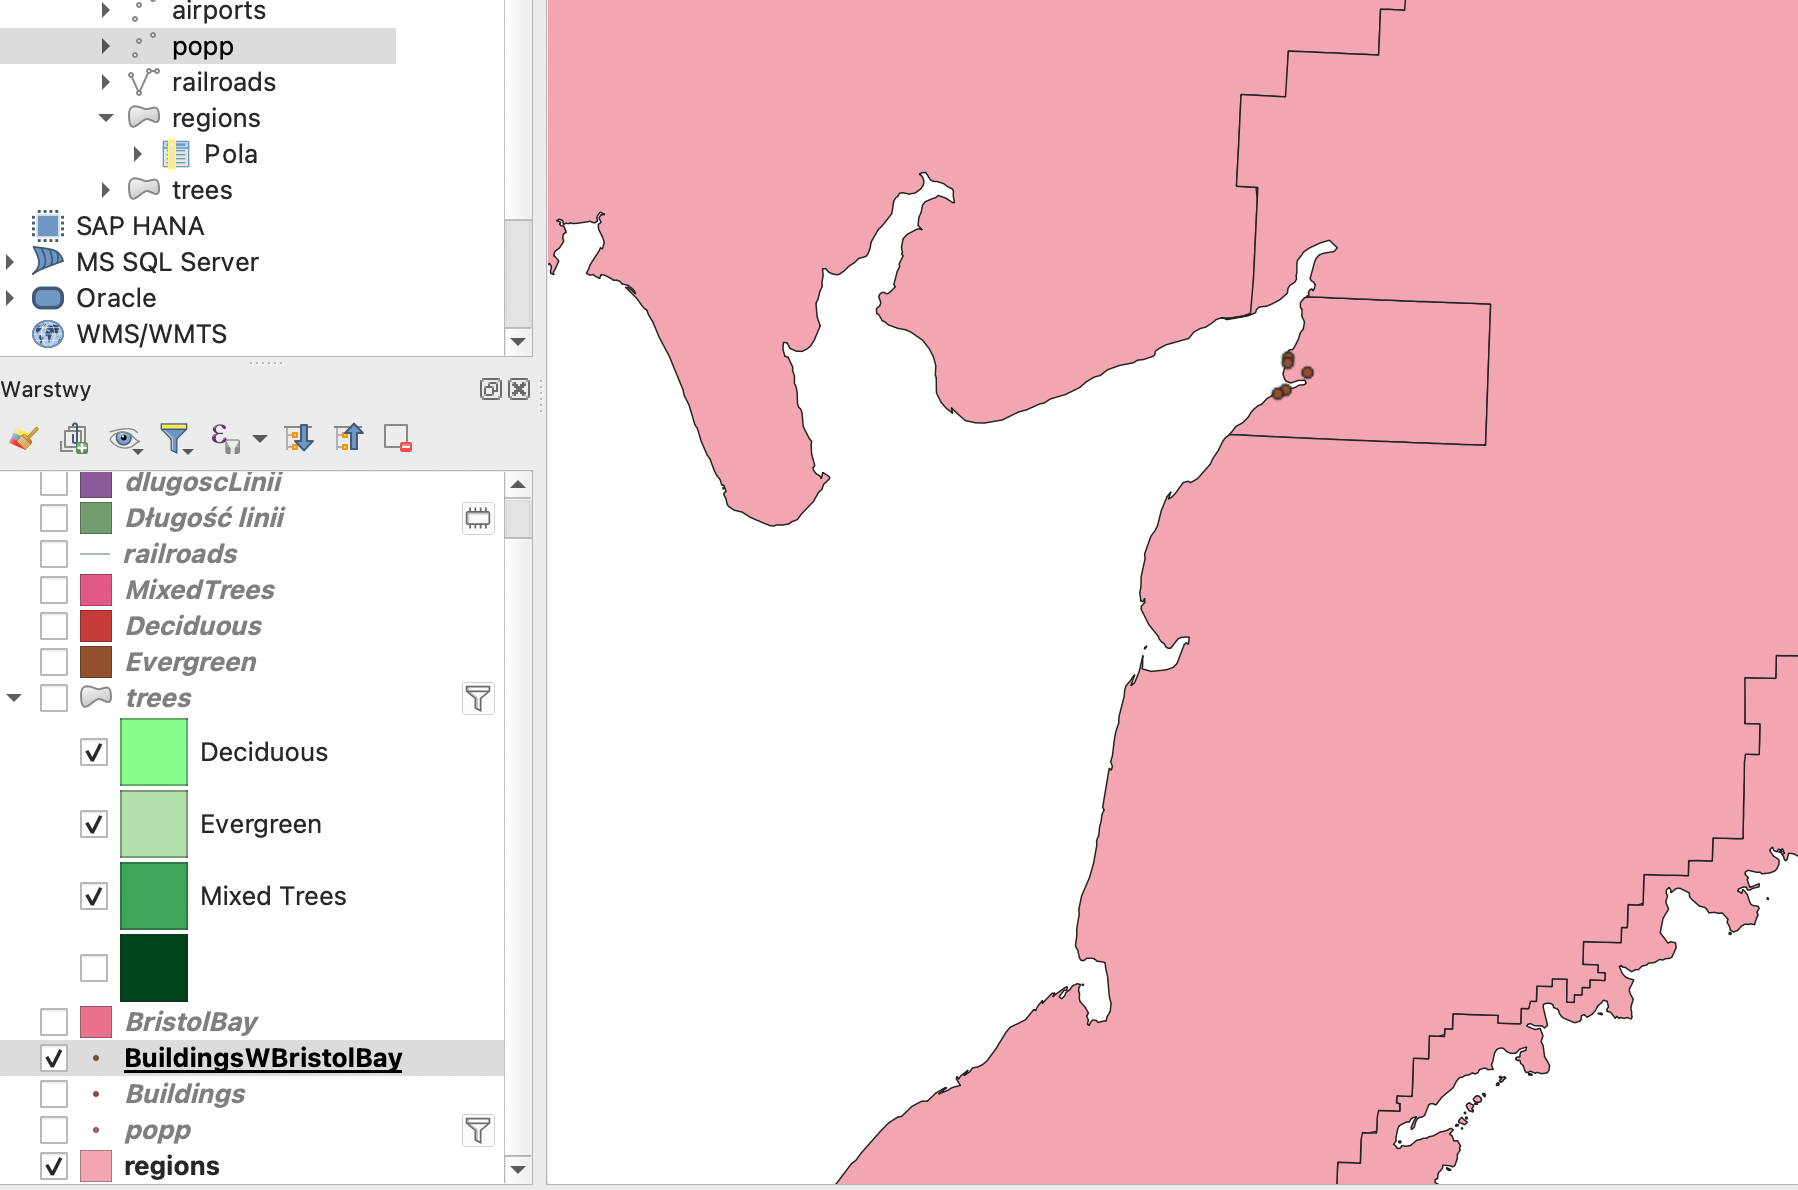 airports
popp
railroads
regions
Pola
trees
SAP HANA
MS SQL Server
Oracle
WMS/WMTS
Warstwy
dlugoscLinii
Długość linii
railroads
MixedTrees
Deciduous
Evergreen
trees
Deciduous
Evergreen
Mixed Trees
BristolBay
BuildingsWBristolBay
Buildings
popp
regions